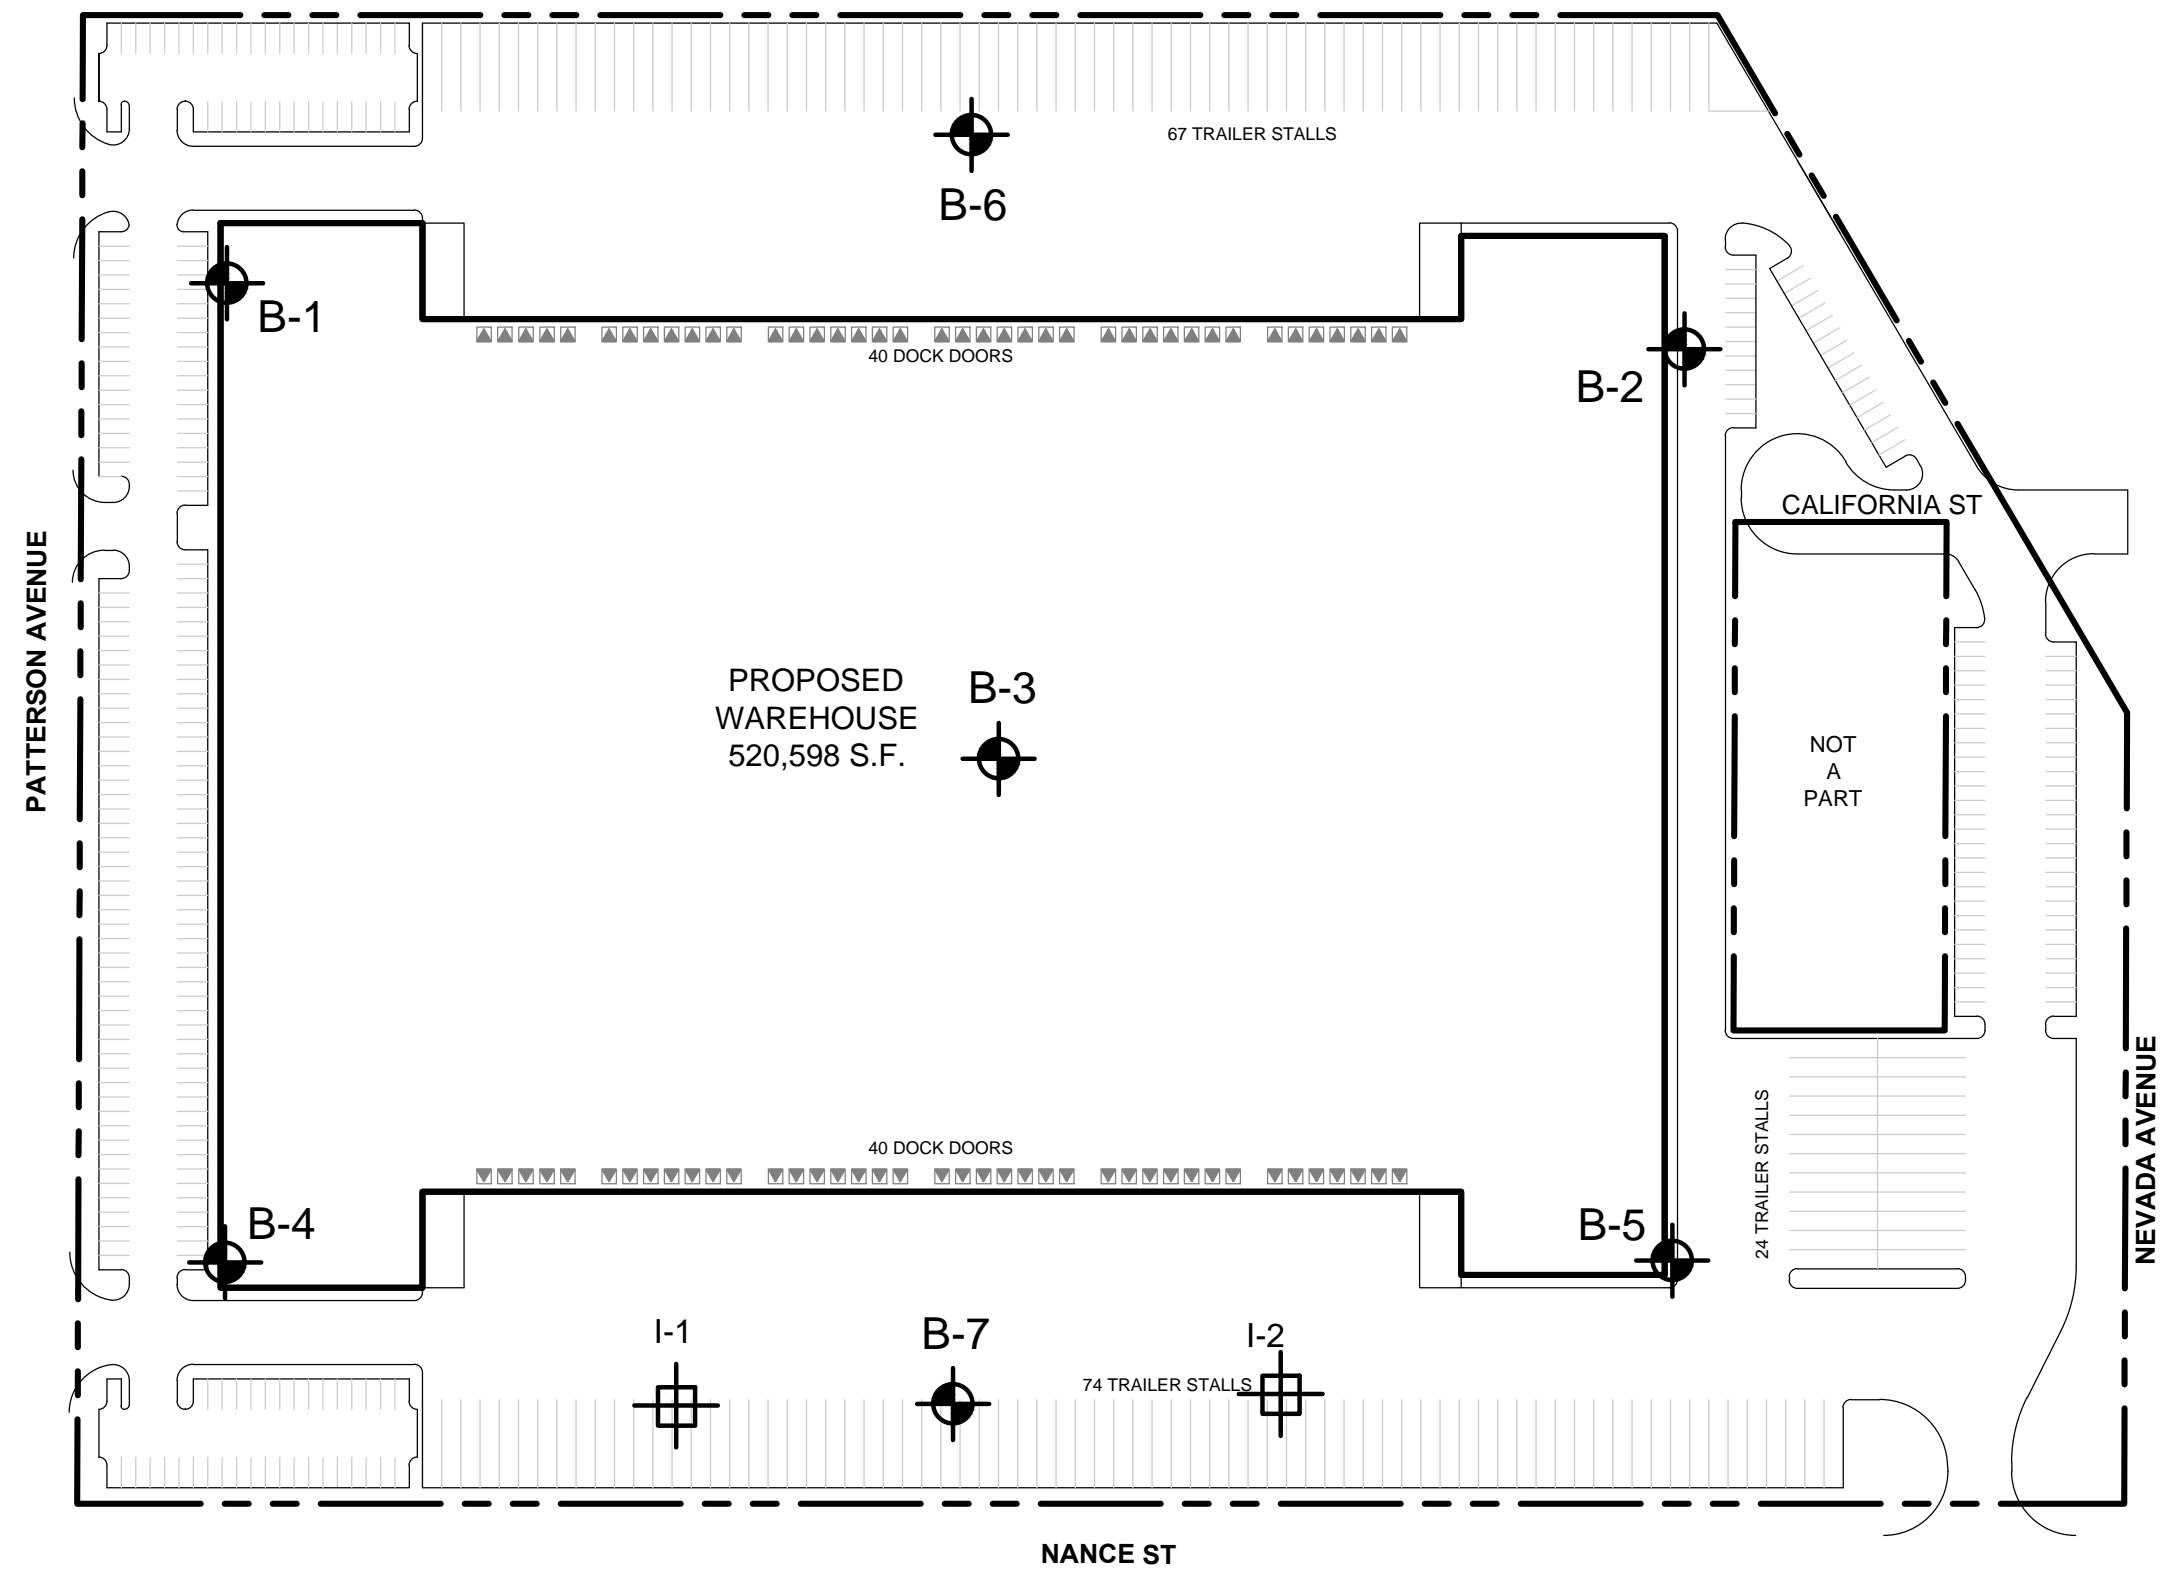 67 TRAILER STALLS
B-6
B-1
40 DOCK DOORS
B-2
CALIFORNIA ST
PATTERSON AVENUE
PROPOSED
WAREHOUSE
520,598 S.F.
B-3
NOT
A
PART
40 DOCK DOORS
24 TRAILER STALLS
NEVADA AVENUE
B-4
B-5
I-1
B-7
I-2
74 TRAILER STALLS
NANCE ST